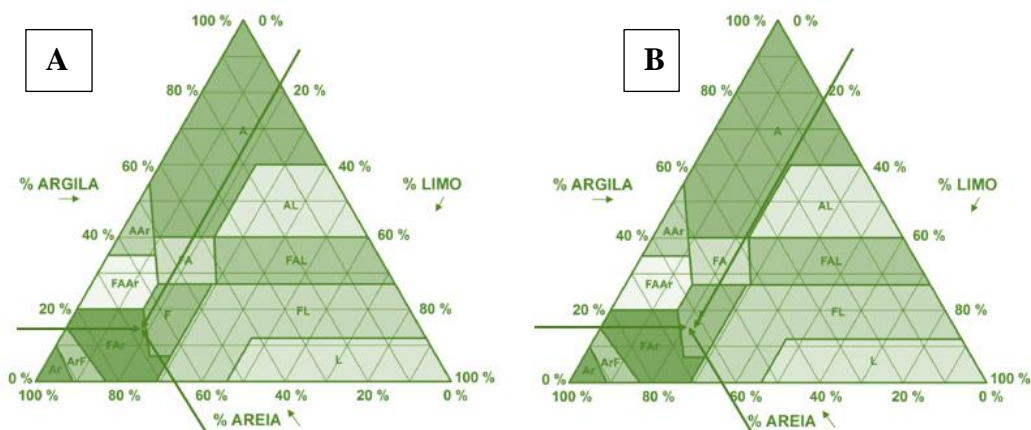 A
100 %
0 %
80 %
20 %
A
60 %
40 %
% ARGILA
→
% LIMO
AL
40 %
AAr
60 %
FA
FAL
FAAr
20 %
80 %
F
FL
FAr
ArF
Ar
L
0 %
100 %
100 %
80 %
60 %
40 %
20 %
0 %
% AREIA
B
100 %
0 %
80 %
20 %
A
60 %
40 %
% ARGILA
→
% LIMO
AL
40 %
AAr
60 %
FA
FAL
FAAr
20 %
80 %
F
FL
FAr
ArF
Ar
L
0 %
100 %
100 %
80 %
60 %
40 %
20 %
0 %
% AREIA